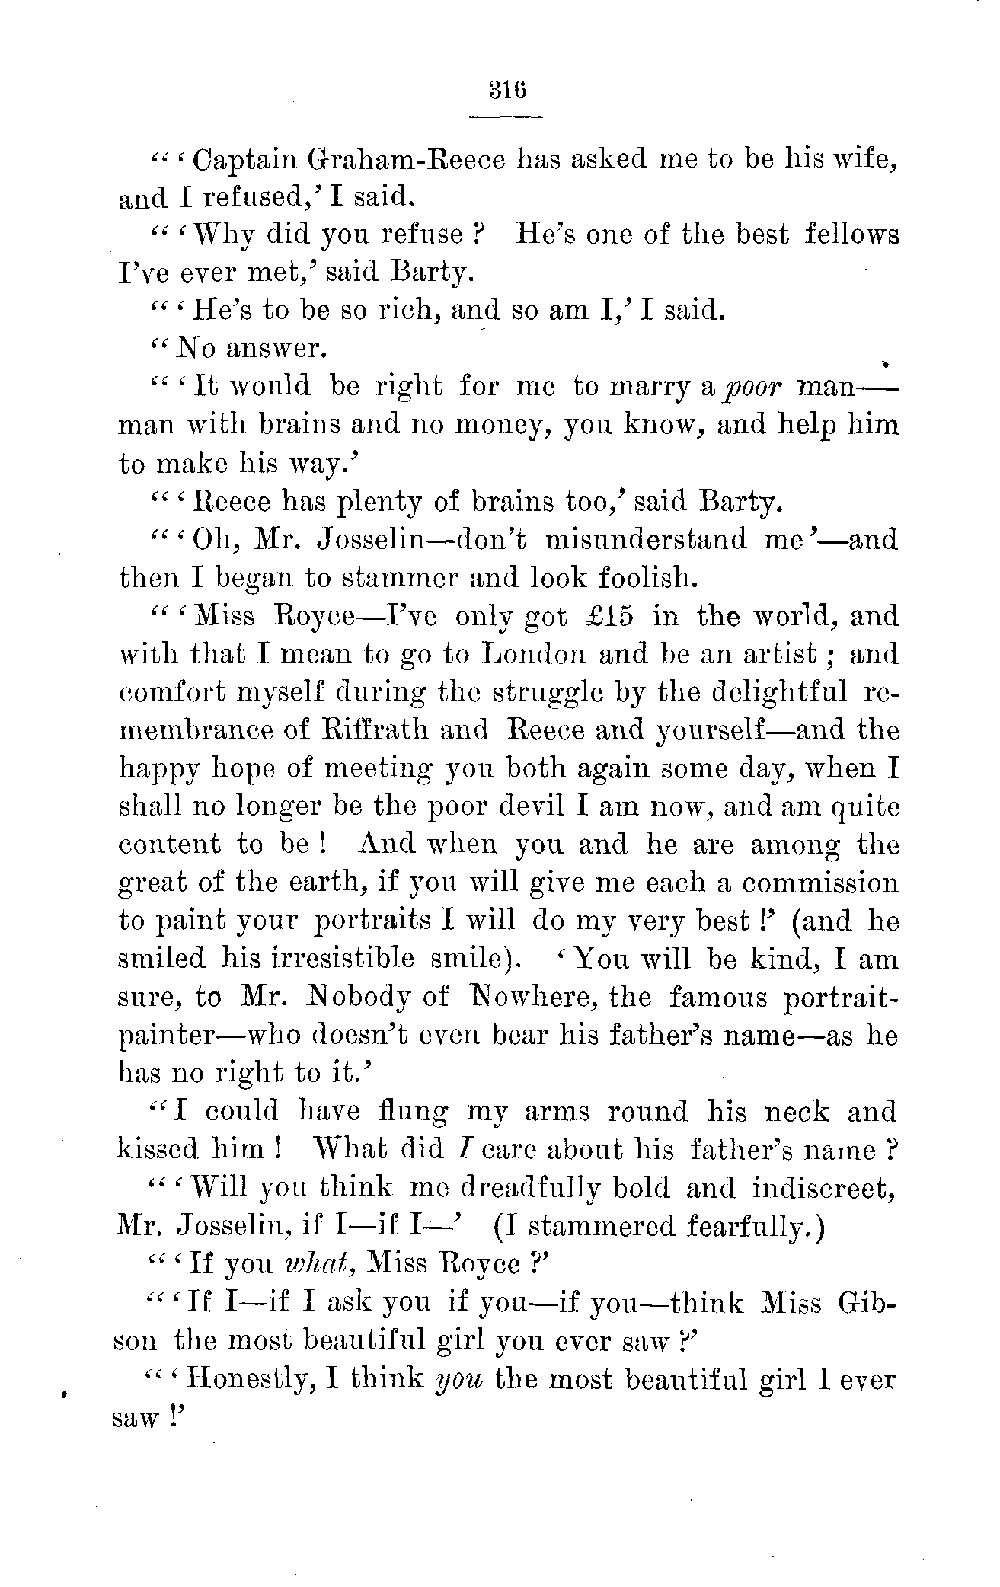 316
“ ‘ Captain Graham-Reece has asked me to be his wife,
and I refused,’ I said.
“ ‘Why did you refuse ? He’s one of the best fellows
I’ve ever met,’ said Barty.
“ ‘ He’s to be so rich, and so am I,’ I said.
“ No answer.
“ ‘ It would be right for me to marry a poor man—
man with brains and no money, you know, and help him
to make his way.’
“ ‘ Reece has plenty of brains too,’ said Barty.
“ ‘ Oh, Mr. Josselin—don’t misunderstand me ’—and
then I began to stammer and look foolish.
“ ‘ Miss Royce—I’ve only got £15 in the world, and
with that I mean to go to London and be an artist ; and
comfort myself during the struggle by the delightful re-
membrance of Riffrath and Reece and yourself—and the
happy hope of meeting you both again some day, when I
shall no longer be the poor devil I am now, and am quite
content to be ! And when you and he are among the
great of the earth, if you will give me each a commission
to paint your portraits I will do my very best !’ (and he
smiled his irresistible smile). ‘ You will be kind, I am
sure, to Mr. Nobody of Nowhere, the famous portrait-
painter—who doesn’t even bear his father’s name—as he
has no right to it.’
“ I could have flung my arms round his neck and
kissed him ! What did I care about his father’s name ?
“ ‘ Will you think me dreadfully bold and indiscreet,
Mr. Josselin, if I—if I—’ (I stammered fearfully.)
“ ‘ If you what, Miss Royce ?’
“ ‘ If I—if I ask you if you—if you—think Miss Gib-
son the most beautiful girl you ever saw ?’
“ ‘ Honestly, I think you the most beautiful girl I ever
saw !’